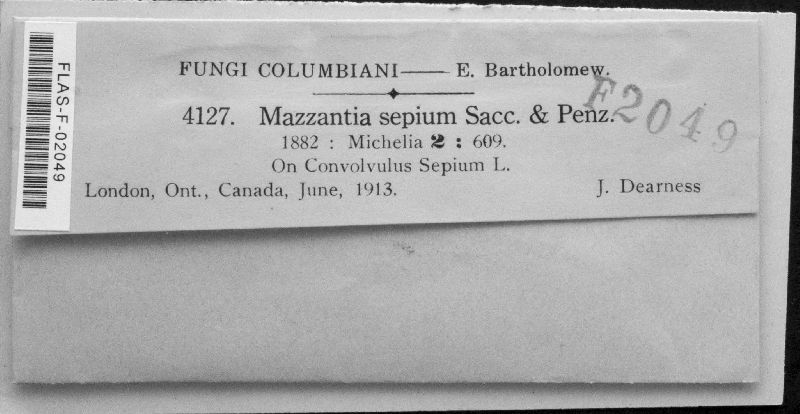 FUNGI COLUMBIANI—— E. Bartholomew.
4127. Mazzantia sepium Sacc. & Penz.
1882 : Michelia 2 : 609.
On Convolvulus Sepium L.
London, Ont., Canada, June, 1913. J. Dearness
F2049
FLAS-F-02049